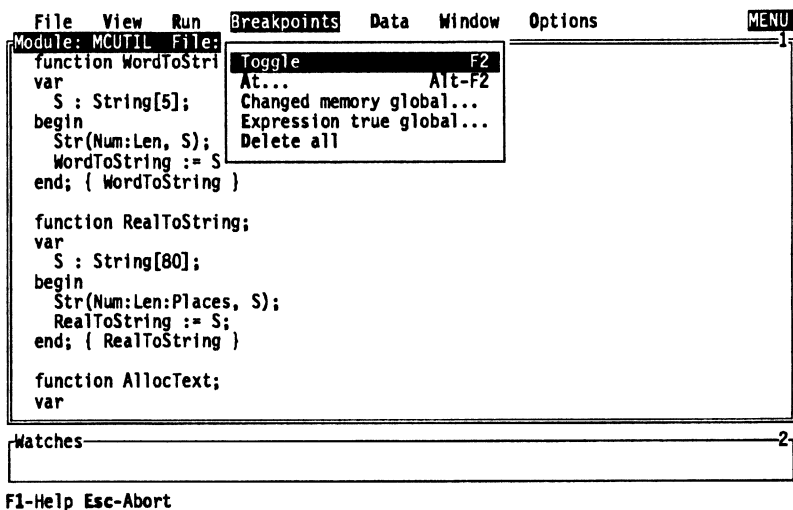 File View Run Breakpoints Data Window Options MENU
Module: MCUTIL File: 1
function WordToStri
var
S : String[5];
begin
Str(Num:Len, S);
WordToString := S
end; { WordToString }
Toggle F2
At... Alt-F2
Changed memory global...
Expression true global...
Delete all
function RealToString;
var
S : String[80];
begin
Str(Num:Len:Places, S);
RealToString := S;
end; { RealToString }
function AllocText;
var
Watches 2
F1-Help Esc-Abort